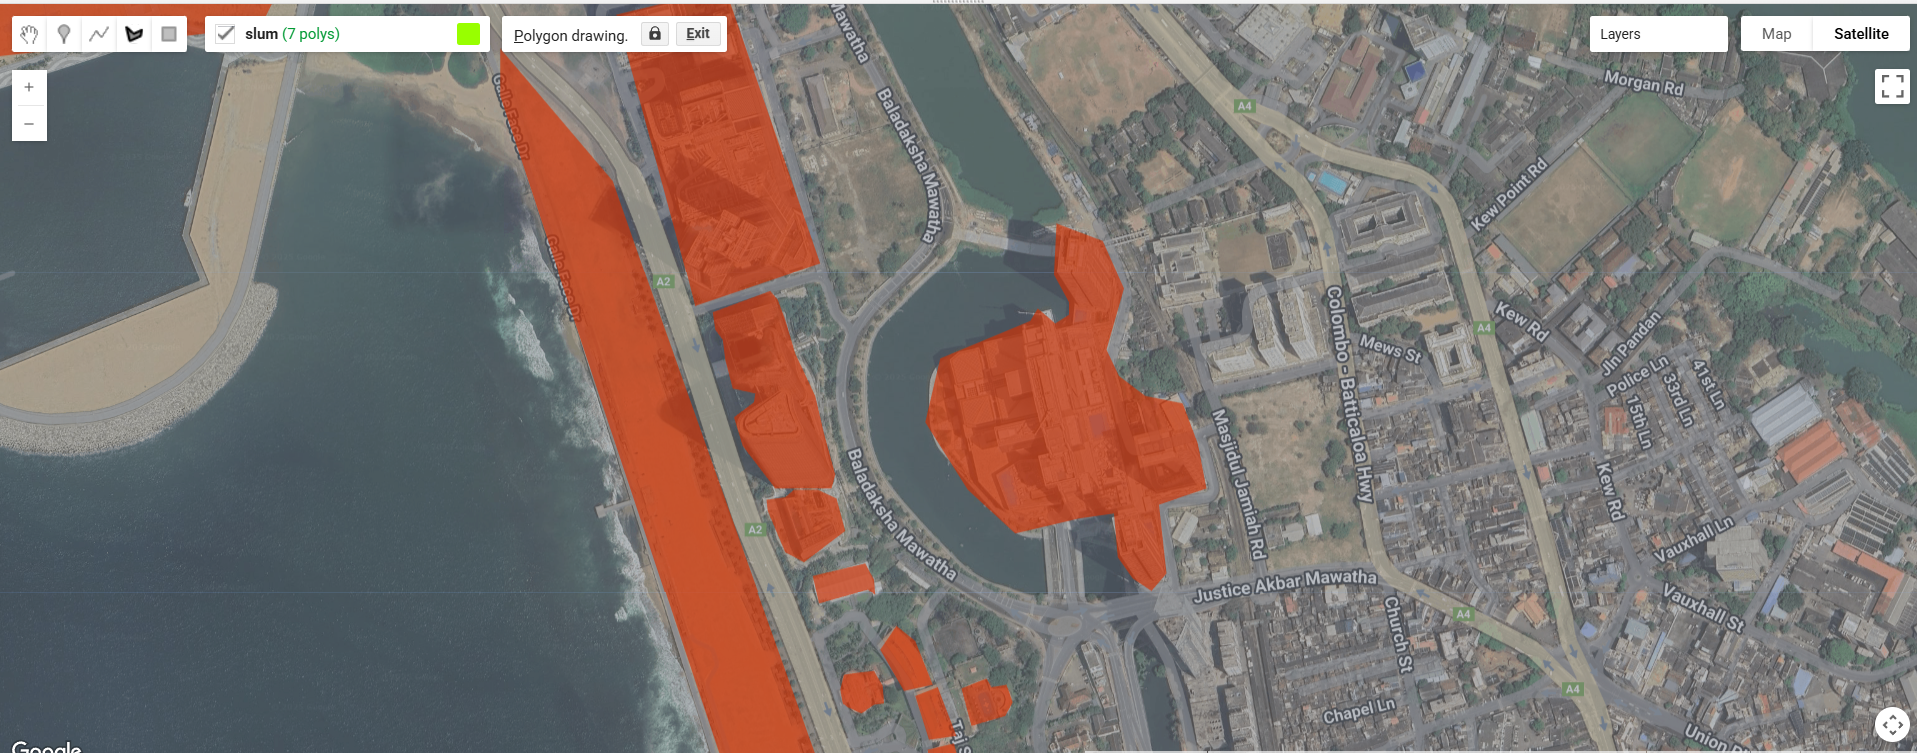 slum (7 polys)
Polygon drawing.
Exit
Layers
Map
Satellite
+
−
Mawatha
Baladaksha Mawatha
Galle Face Dr
Galle Face Dr
A2
A2
A4
A4
A4
A4
Morgan Rd
Kew Point Rd
Kew Rd
Jln Pandan
Mews St
Police Ln
41st Ln
33rd Ln
15th Ln
Colombo - Batticaloa Hwy
Masjidul Jamiah Rd
Baladaksha Mawatha
Kew Rd
Vauxhall Ln
Justice Akbar Mawatha
Vauxhall St
Church St
Chapel Ln
Taj S
Union
Google